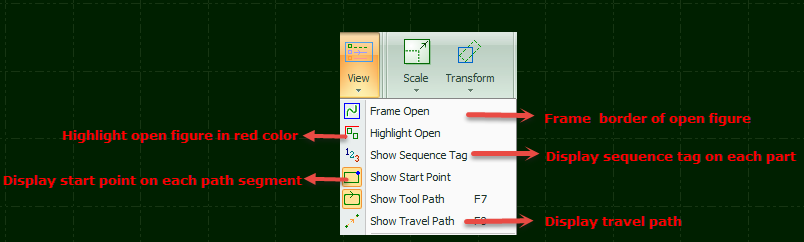 View
Scale
Transform
Frame Open
Frame border of open figure
Highlight open figure in red color
Highlight Open
Show Sequence Tag
Display sequence tag on each part
Display start point on each path segment
Show Start Point
Show Tool Path F7
Show Travel Path
Display travel path